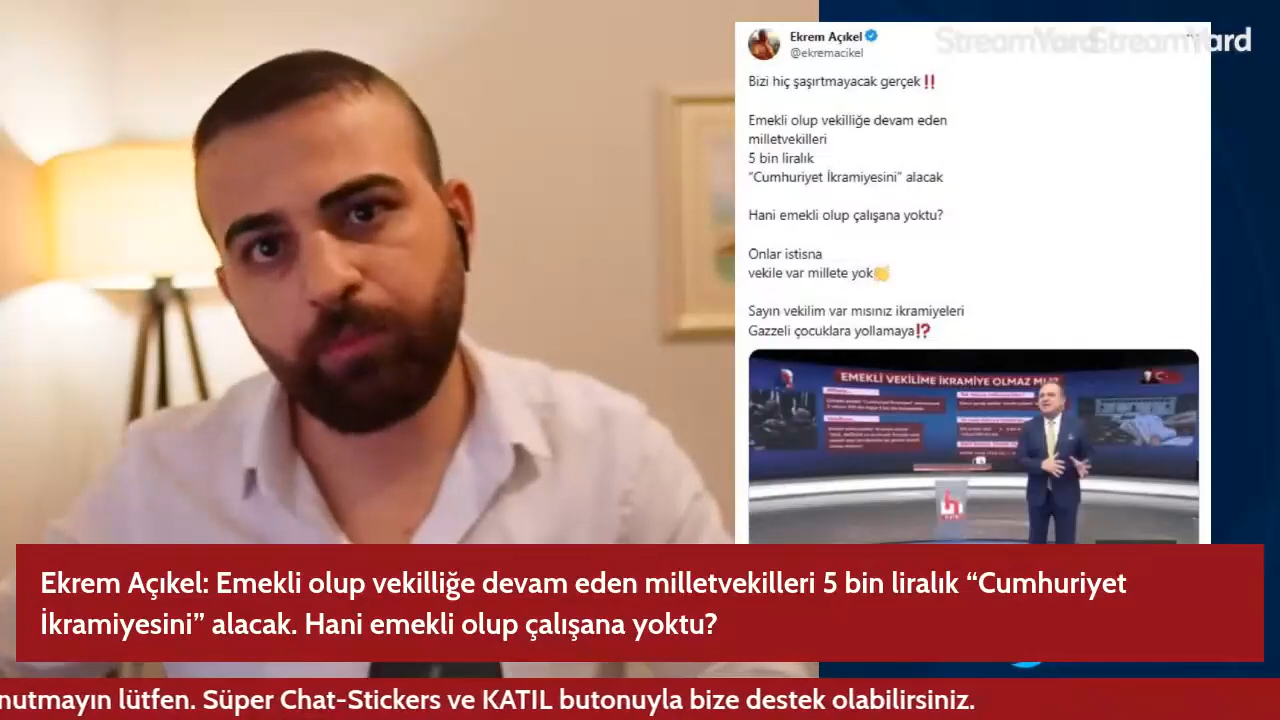 StreamYard StreamYard
Ekrem Açıkel
@ekremacikel
Bizi hiç şaşırtmayacak gerçek‼️
Emekli olup vekilliğe devam eden
milletvekilleri
5 bin liralık
“Cumhuriyet İkramiyesini” alacak
Hani emekli olup çalışana yoktu?
Onlar istisna
vekile var millete yok👏
Sayın vekilim var mısınız ikramiyeleri
Gazzeli çocuklara yollamaya⁉️
EMEKLİ VEKİLİME İKRAMİYE OLMAZ MI?
Ekrem Açıkel: Emekli olup vekilliğe devam eden milletvekilleri 5 bin liralık “Cumhuriyet
İkramiyesini” alacak. Hani emekli olup çalışana yoktu?
nutmayın lütfen. Süper Chat-Stickers ve KATIL butonuyla bize destek olabilirsiniz.